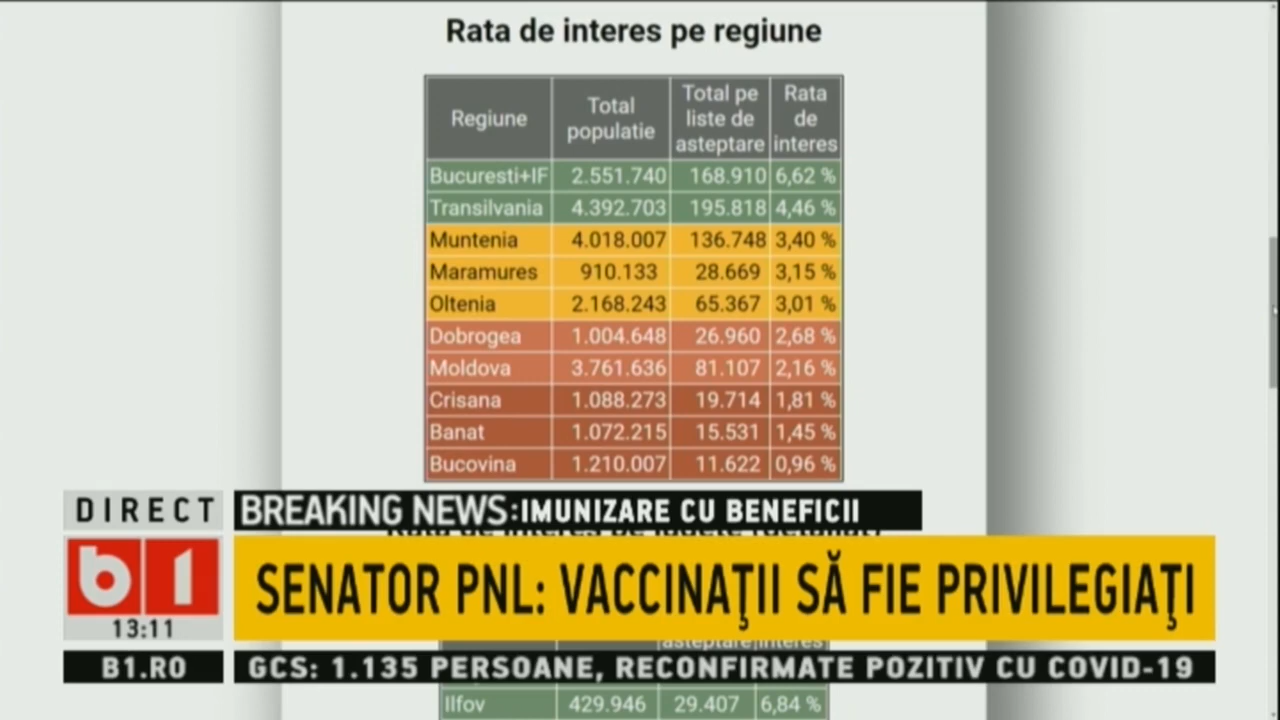 Rata de interes pe regiune
Regiune Total populatie Total pe liste de asteptare Rata de interes
Bucuresti+IF 2.551.740 168.910 6,62 %
Transilvania 4.392.703 195.818 4,46 %
Muntenia 4.018.007 136.748 3,40 %
Maramures 910.133 28.669 3,15 %
Oltenia 2.168.243 65.367 3,01 %
Dobrogea 1.004.648 26.960 2,68 %
Moldova 3.761.636 81.107 2,16 %
Crisana 1.088.273 19.714 1,81 %
Banat 1.072.215 15.531 1,45 %
Bucovina 1.210.007 11.622 0,96 %
DIRECT BREAKING NEWS:IMUNIZARE CU BENEFICII
b1 SENATOR PNL: VACCINAŢII SĂ FIE PRIVILEGIAŢI
13:11
asteptare interes
B1.RO GCS: 1.135 PERSOANE, RECONFIRMATE POZITIV CU COVID-19
Ilfov 429.946 29.407 6,84 %